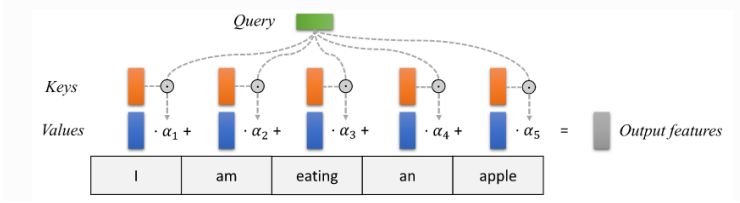 Query
Keys
Values · α₁ + · α₂ + · α₃ + · α₄ + · α₅ = Output features
I am eating an apple